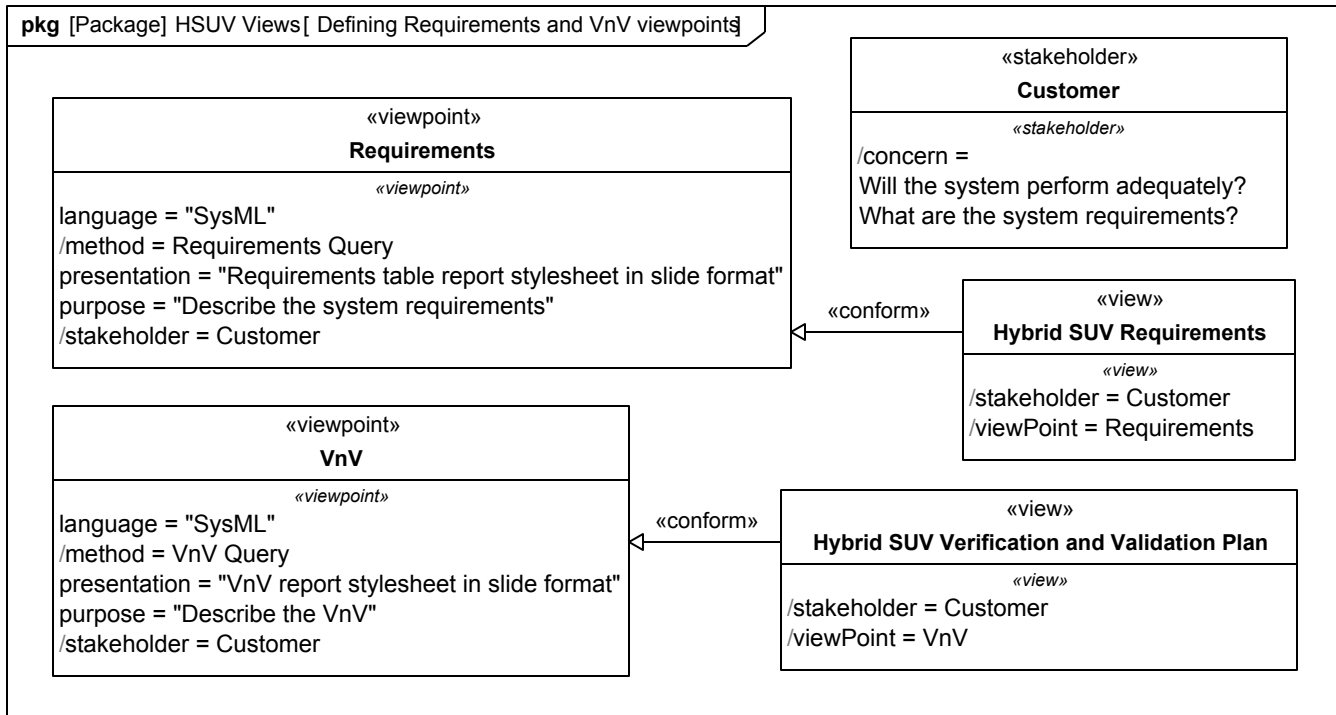 pkg [Package] HSUV Views[ Defining Requirements and VnV viewpoints]
«stakeholder»
Customer
«stakeholder»
/concern =
Will the system perform adequately?
What are the system requirements?
«viewpoint»
Requirements
«viewpoint»
language = "SysML"
/method = Requirements Query
presentation = "Requirements table report stylesheet in slide format"
purpose = "Describe the system requirements"
/stakeholder = Customer
«conform»
«view»
Hybrid SUV Requirements
«view»
/stakeholder = Customer
/viewPoint = Requirements
«viewpoint»
VnV
«viewpoint»
language = "SysML"
/method = VnV Query
presentation = "VnV report stylesheet in slide format"
purpose = "Describe the VnV"
/stakeholder = Customer
«conform»
«view»
Hybrid SUV Verification and Validation Plan
«view»
/stakeholder = Customer
/viewPoint = VnV